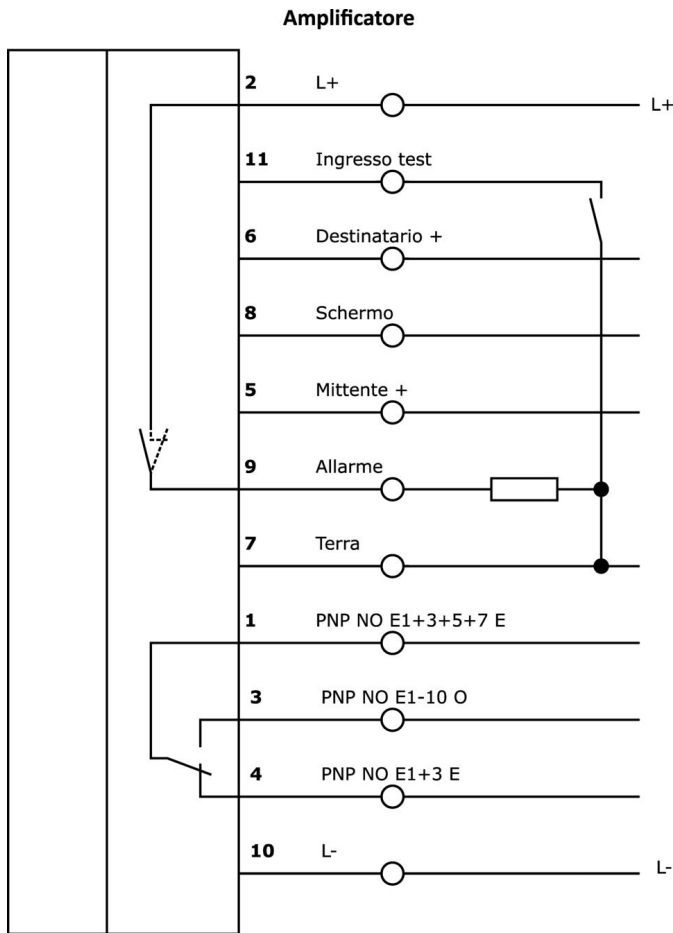 Amplificatore
2 L+
L+
11 Ingresso test
6 Destinatario +
8 Schermo
5 Mittente +
9 Allarme
7 Terra
1 PNP NO E1+3+5+7 E
3 PNP NO E1-10 O
4 PNP NO E1+3 E
10 L-
L-